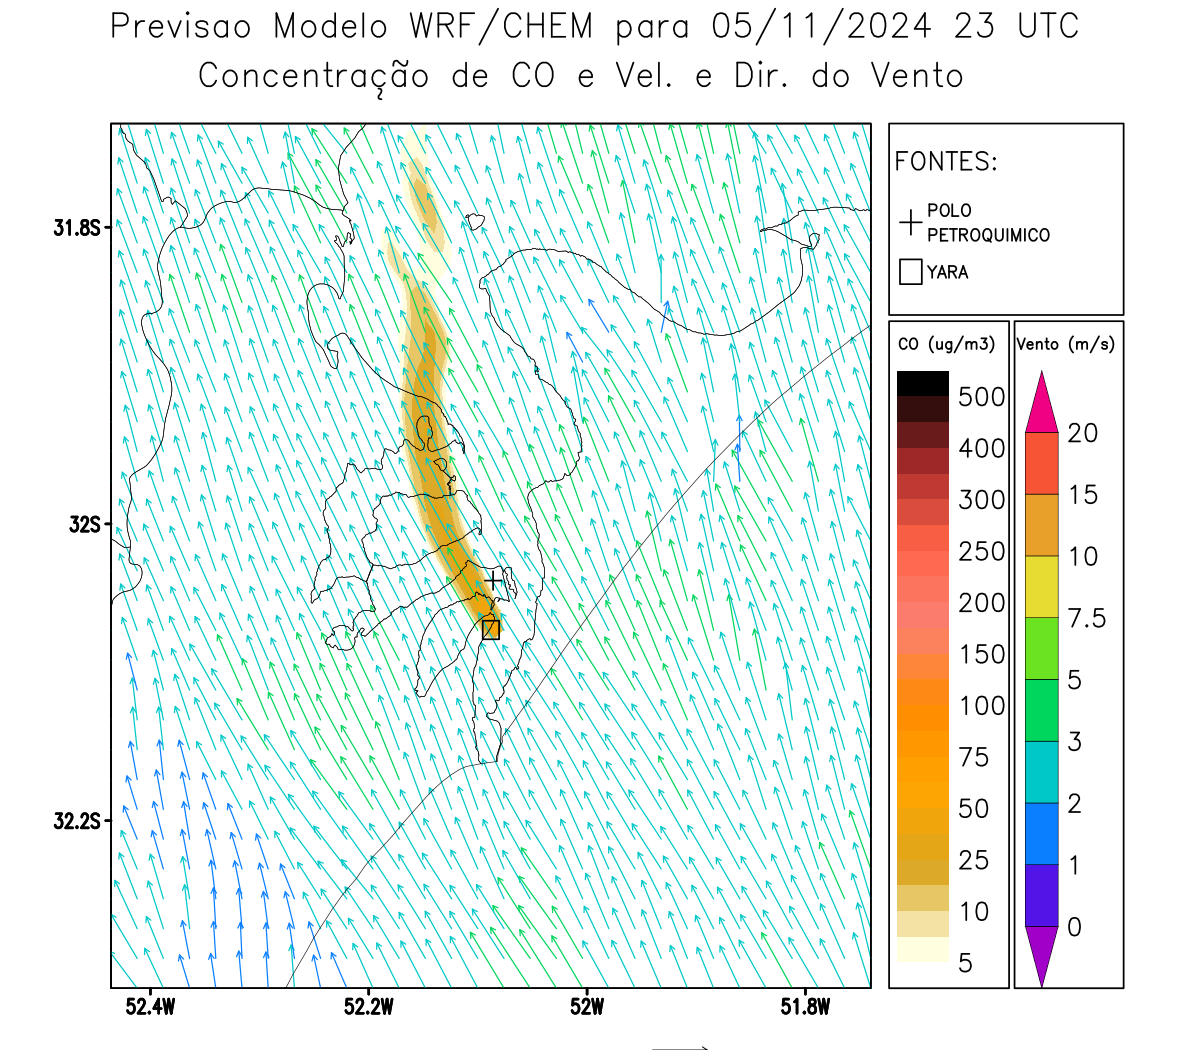 Previsao Modelo WRF/CHEM para 05/11/2024 23 UTC
Concentração de CO e Vel. e Dir. do Vento
FONTES:
POLO
PETROQUIMICO
YARA
CO (ug/m3)
500
400
300
250
200
150
100
75
50
25
10
5
Vento (m/s)
20
15
10
7.5
5
3
2
1
0
31.8S
32S
32.2S
52.4W
52.2W
52W
51.8W